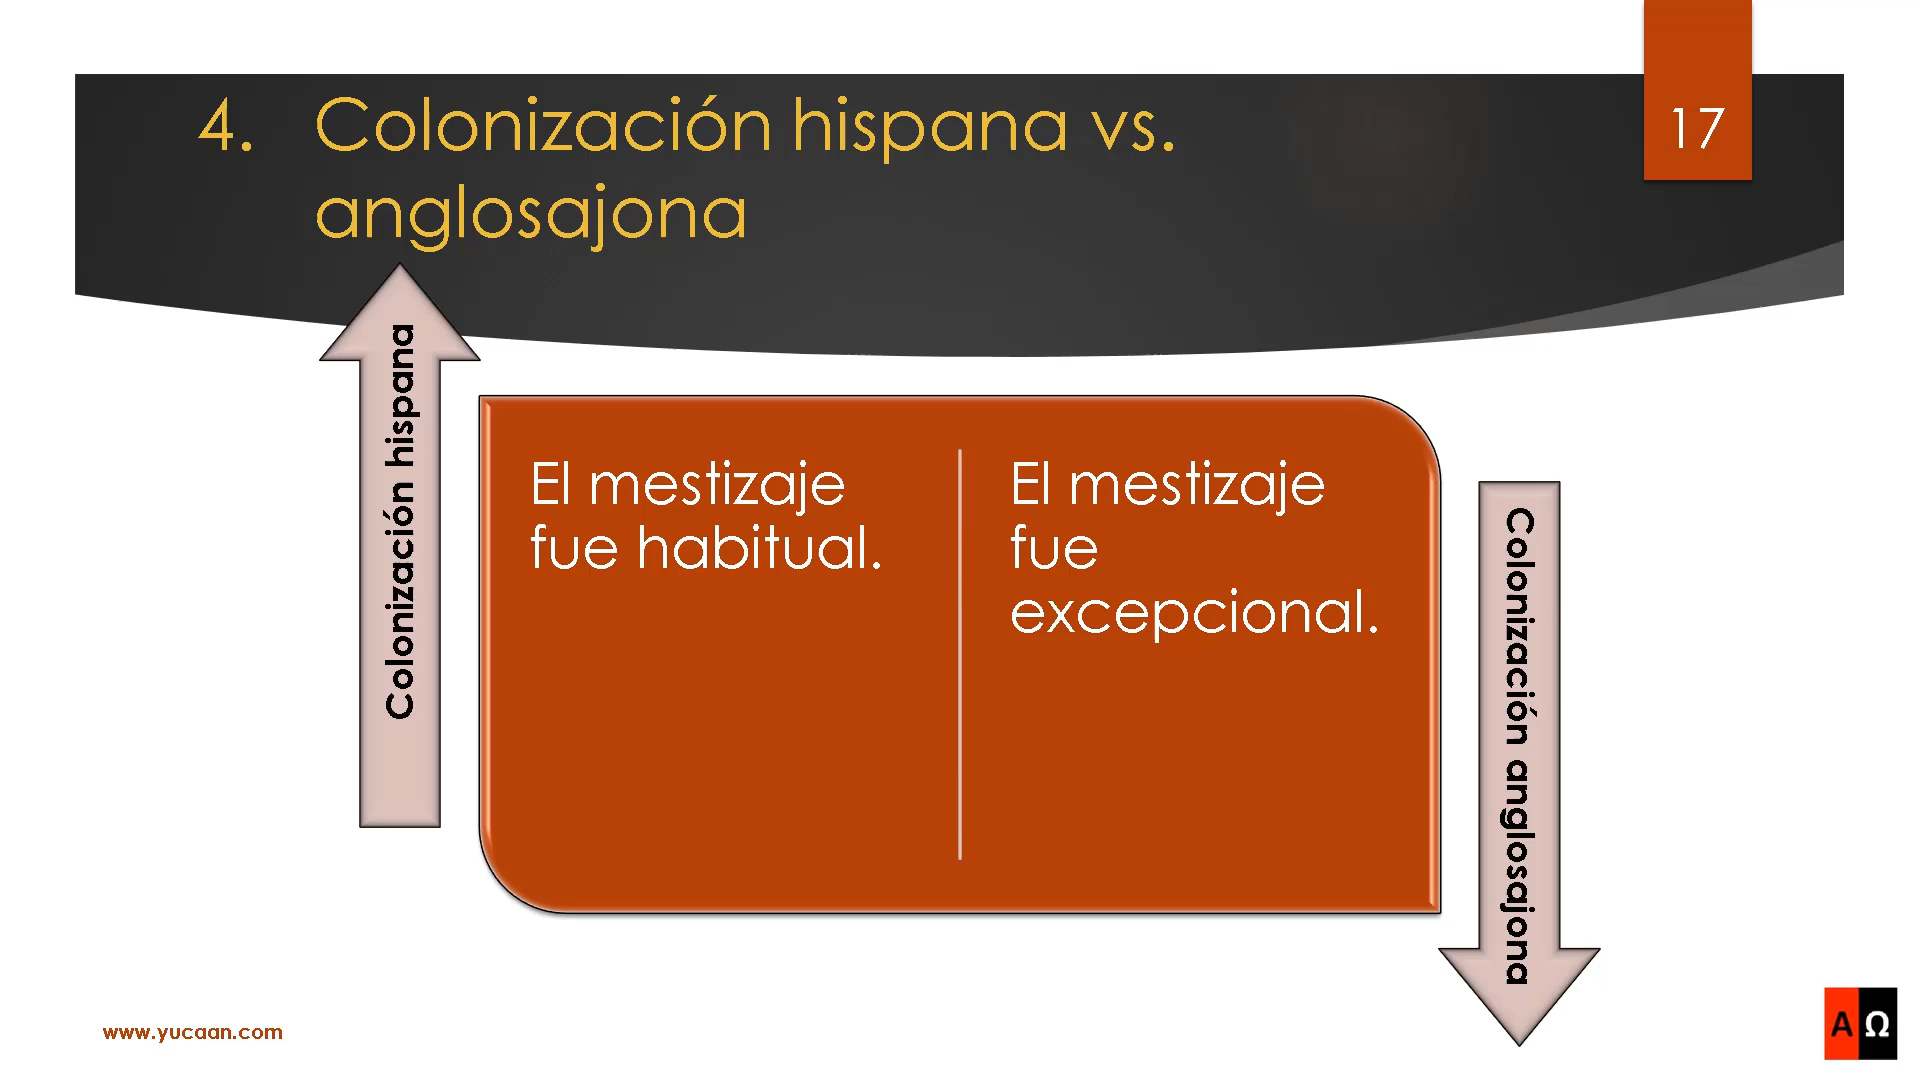 4. Colonización hispana vs.
anglosajona
17
Colonización hispana
El mestizaje
fue habitual.
El mestizaje
fue
excepcional.
Colonización anglosajona
www.yucaan.com
A Ω